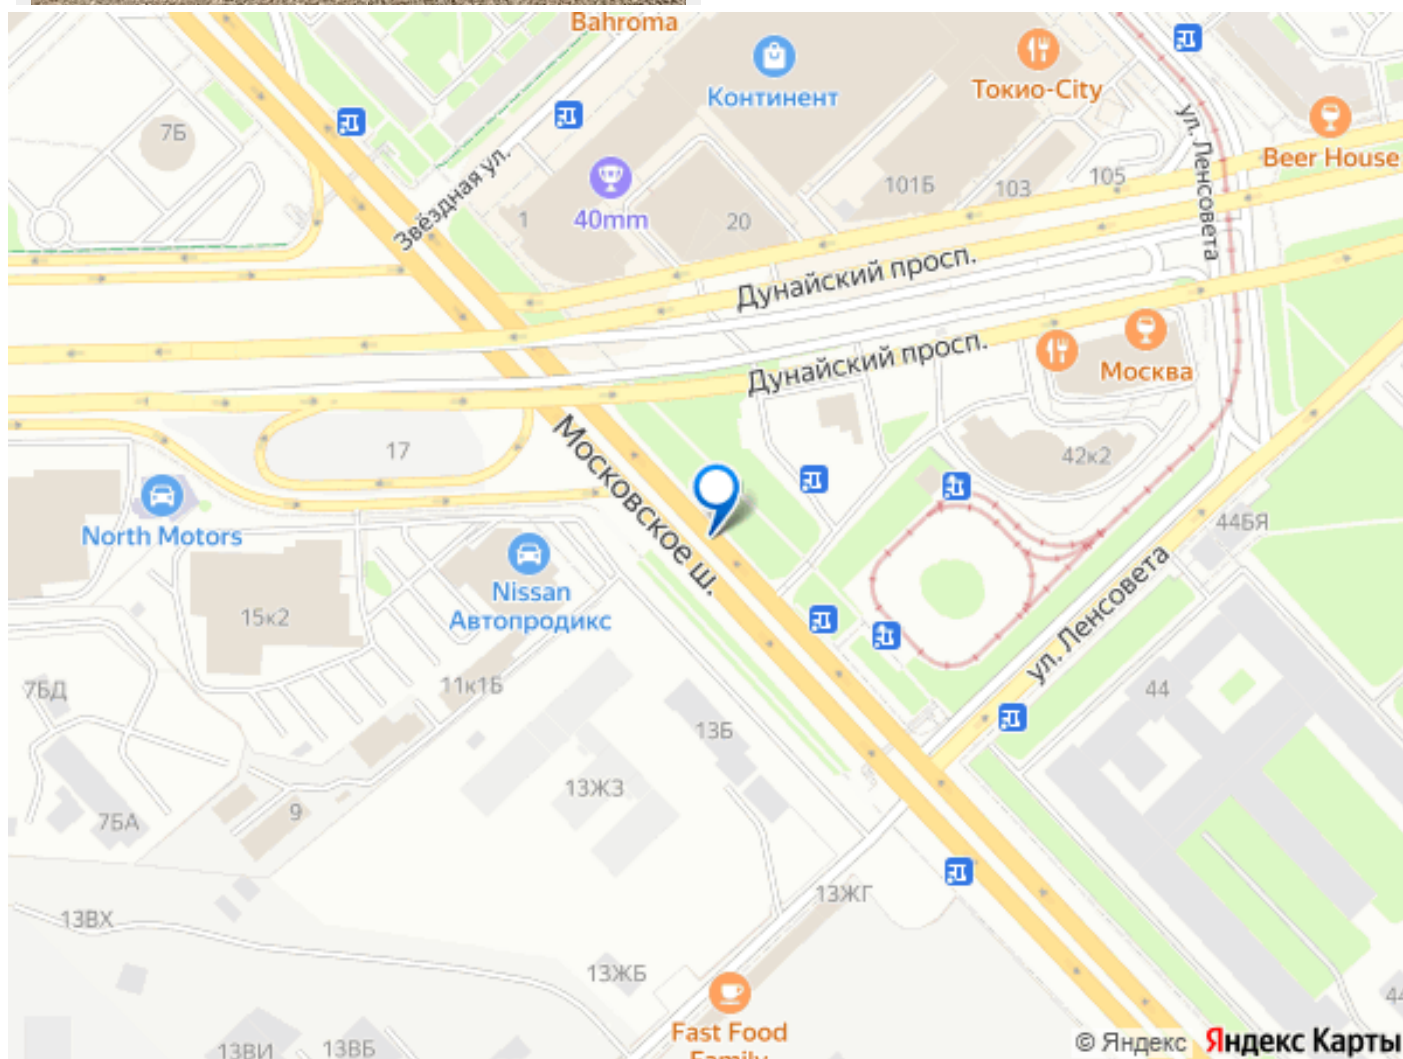 Bahroma
Континент
Токио-City
7Б
ул. Ленсовета
Beer House
Звёздная ул.
40mm
1
20
101Б
103
105
Дунайский просп.
Дунайский просп.
Москва
17
Московское ш.
42к2
North Motors
44БЯ
Nissan
Автопродикс
15к2
ул. Ленсовета
7БД
11к1Б
13Б
44
13ЖЗ
7БА
9
13ЖГ
13ВХ
13ЖБ
Fast Food
Family
13ВИ
13ВБ
© Яндекс Яндекс Карты